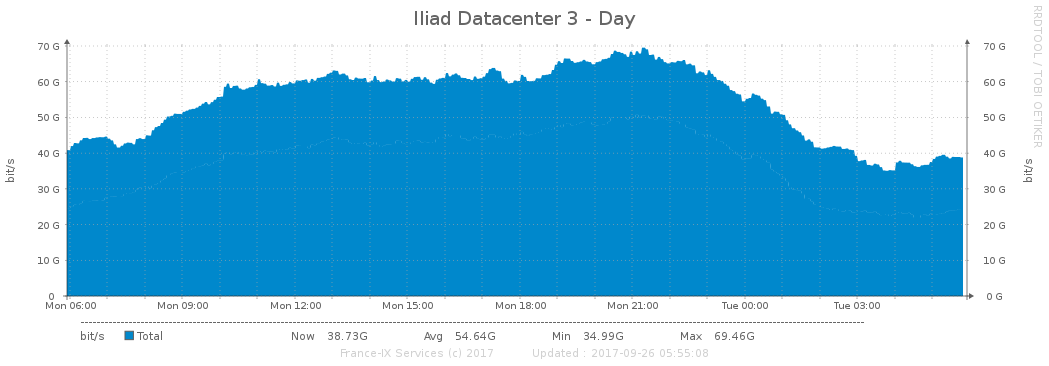 Iliad Datacenter 3 - Day
RRDTOOL / TOBI OETIKER
bit/s
bit/s
70 G
60 G
50 G
40 G
30 G
20 G
10 G
0
70 G
60 G
50 G
40 G
30 G
20 G
10 G
0 G
Mon 06:00 Mon 09:00 Mon 12:00 Mon 15:00 Mon 18:00 Mon 21:00 Tue 00:00 Tue 03:00
bit/s Total Now 38.73G Avg 54.64G Min 34.99G Max 69.46G
France-IX Services (c) 2017 Updated : 2017-09-26 05:55:08